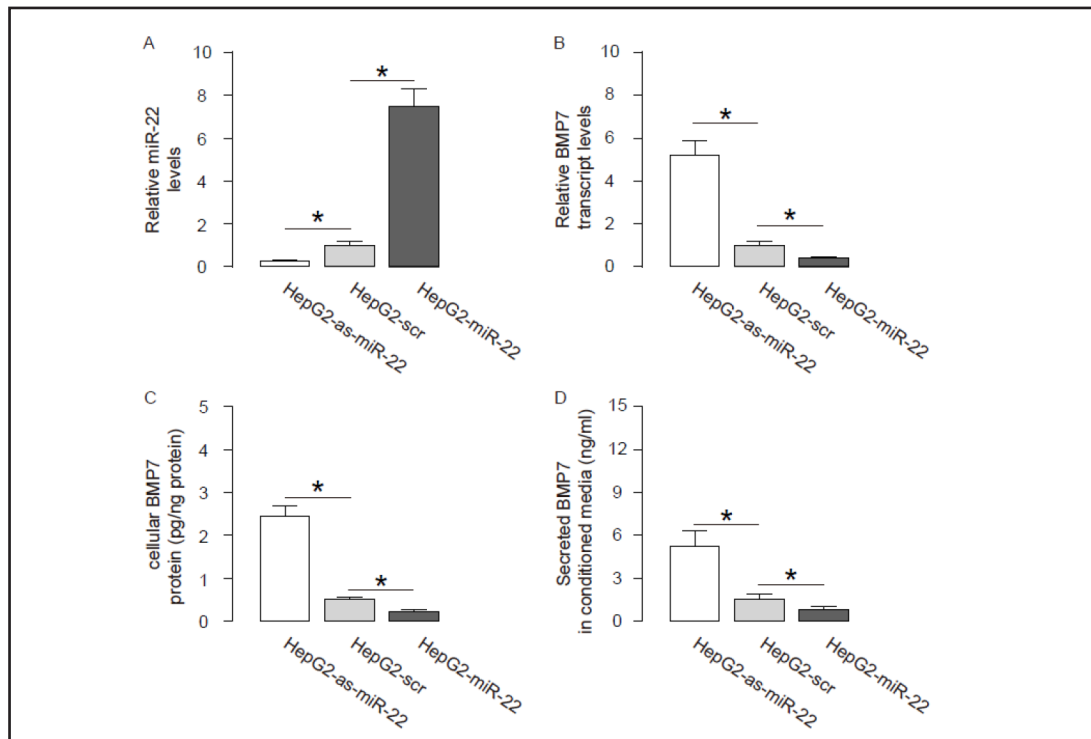 A
Relative miR-22
levels
10
8
6
4
2
0
*
*
HepG2-as-miR-22
HepG2-scr
HepG2-miR-22
B
Relative BMP7
transcript levels
10
8
6
4
2
0
*
*
HepG2-as-miR-22
HepG2-scr
HepG2-miR-22
C
cellular BMP7
protein (pg/ng protein)
5
4
3
2
1
0
*
*
HepG2-as-miR-22
HepG2-scr
HepG2-miR-22
D
Secreted BMP7
in conditioned media (ng/ml)
15
12
9
6
3
0
*
*
HepG2-as-miR-22
HepG2-scr
HepG2-miR-22